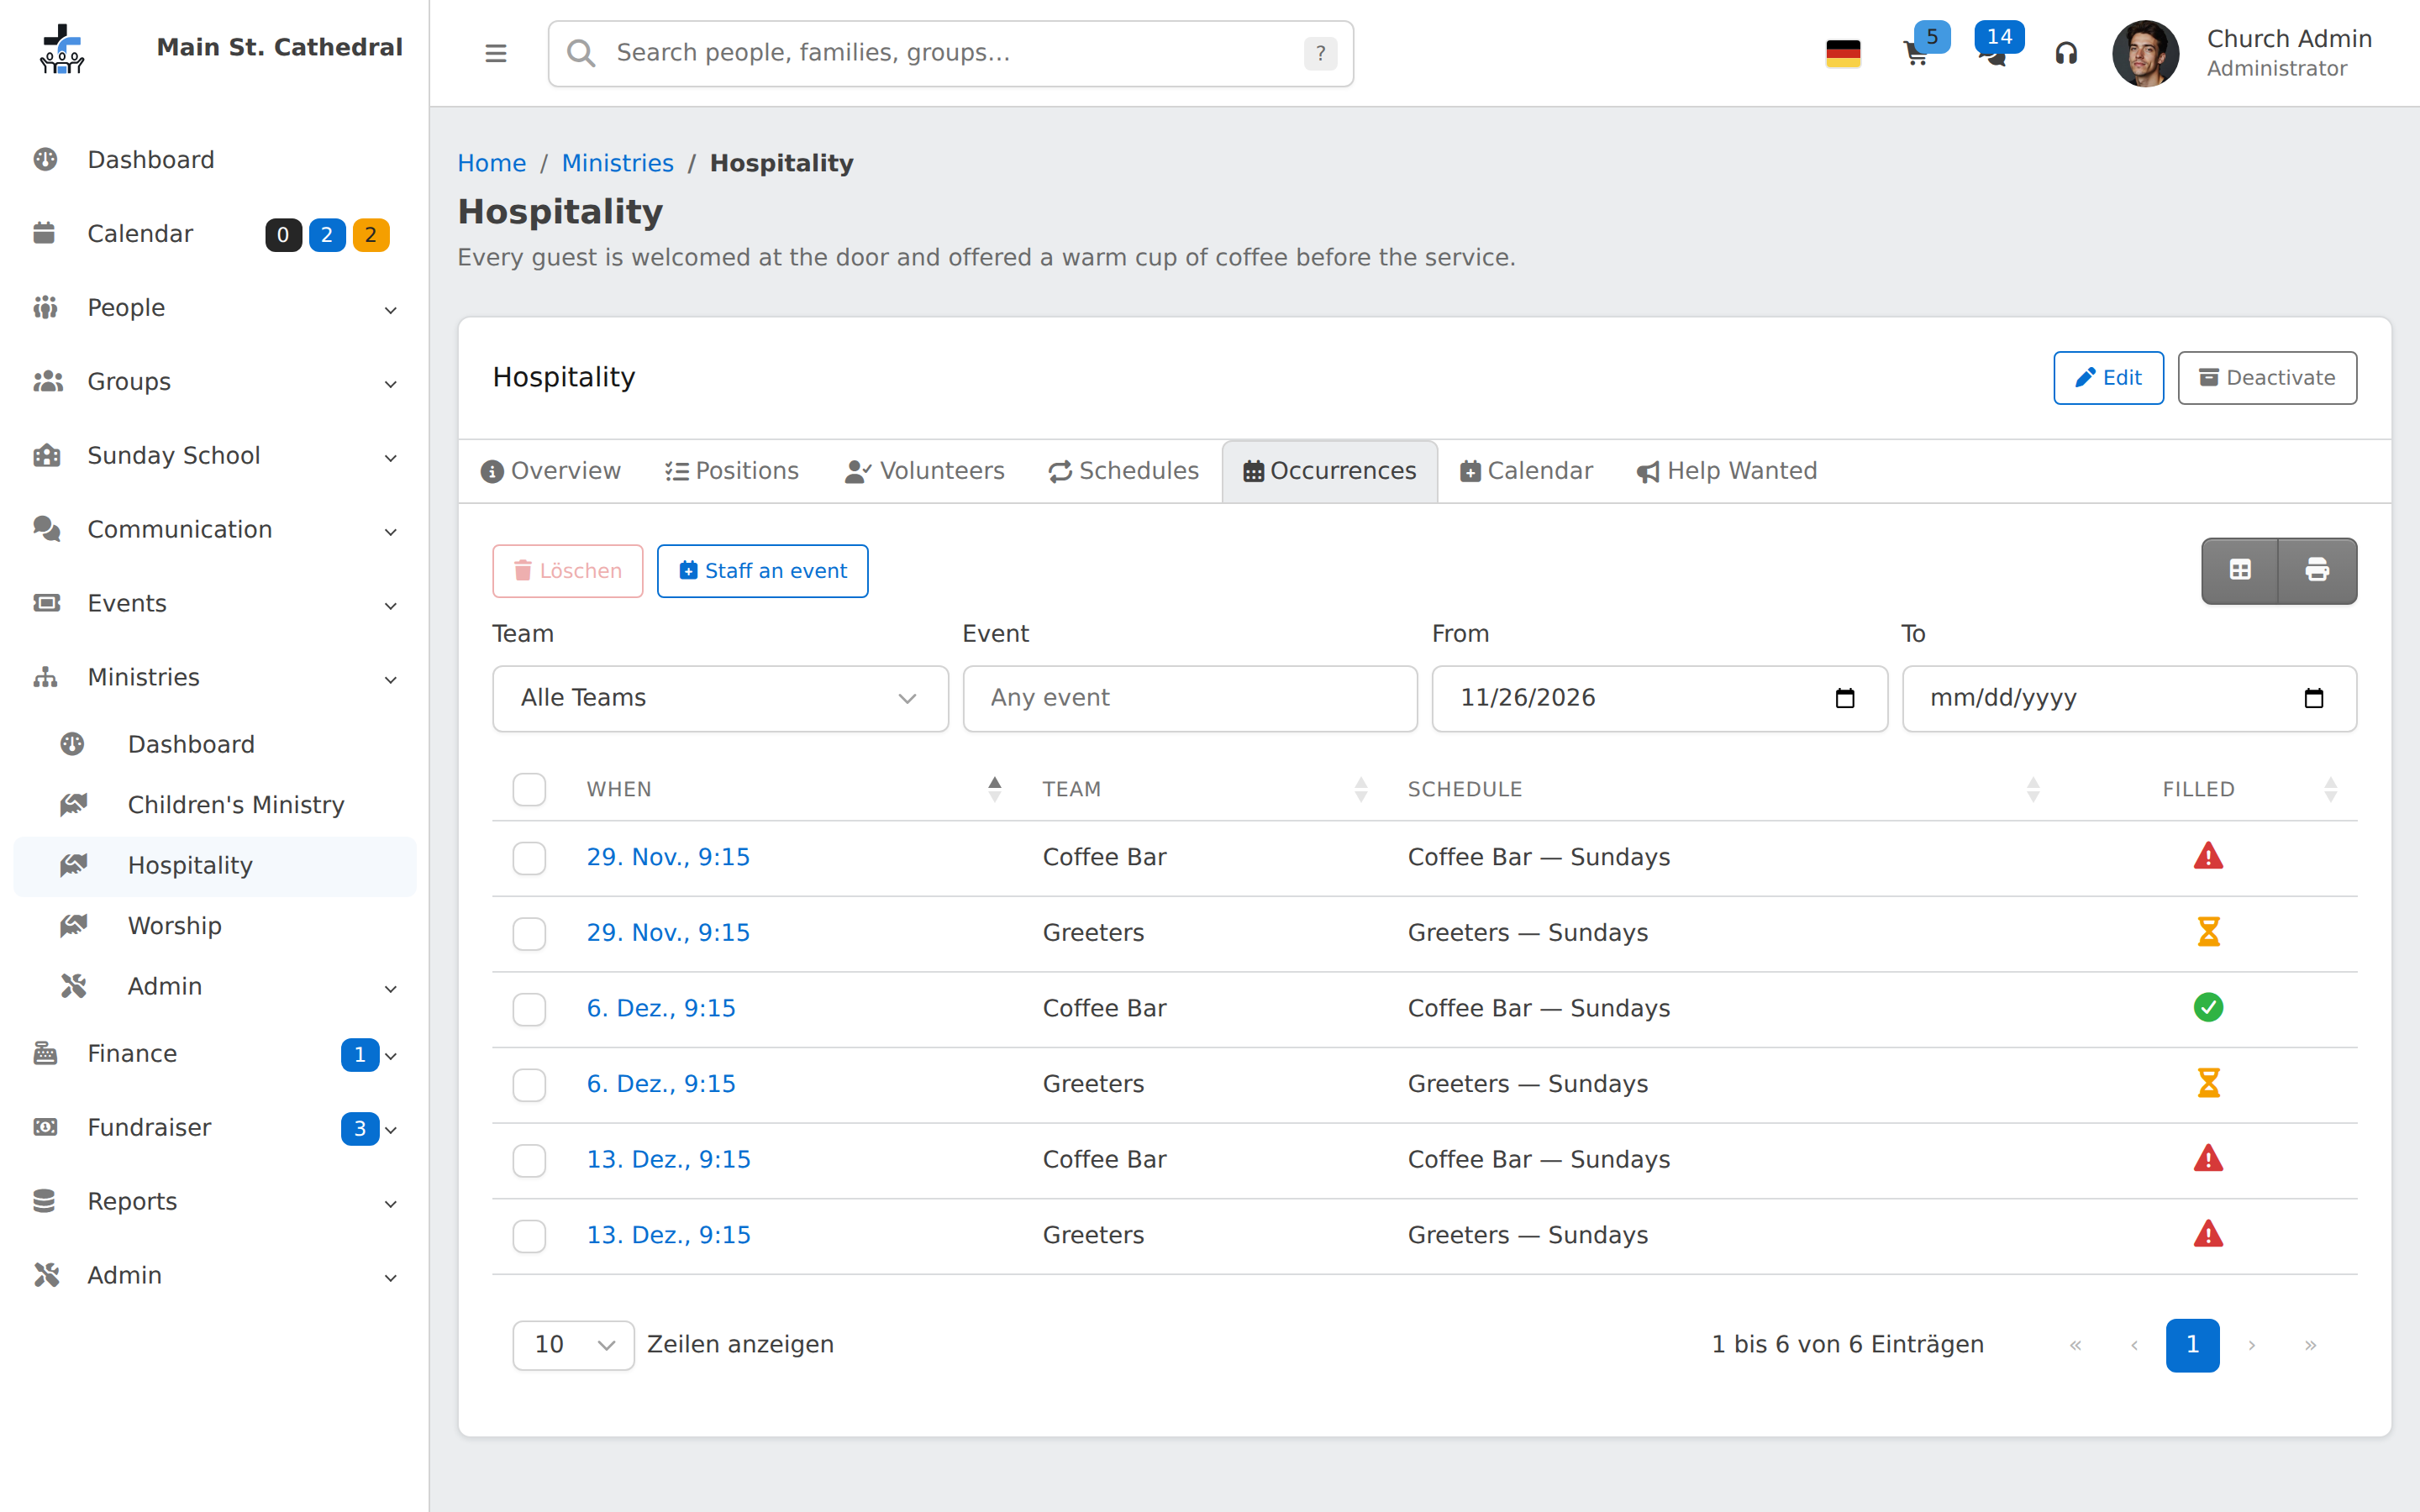 Main St. Cathedral
Search people, families, groups...
?
5
14
Church Admin
Administrator
Dashboard
Calendar
0
2
2
People
Groups
Sunday School
Communication
Events
Ministries
Dashboard
Children's Ministry
Hospitality
Worship
Admin
Finance
1
Fundraiser
3
Reports
Admin
Home / Ministries / Hospitality
Hospitality
Every guest is welcomed at the door and offered a warm cup of coffee before the service.
Hospitality
Edit
Deactivate
Overview
Positions
Volunteers
Schedules
Occurrences
Calendar
Help Wanted
Löschen
Staff an event
Team
Event
From
To
Alle Teams
Any event
11/26/2026
mm/dd/yyyy
WHEN
TEAM
SCHEDULE
FILLED
29. Nov., 9:15 Coffee Bar Coffee Bar — Sundays
29. Nov., 9:15 Greeters Greeters — Sundays
6. Dez., 9:15 Coffee Bar Coffee Bar — Sundays
6. Dez., 9:15 Greeters Greeters — Sundays
13. Dez., 9:15 Coffee Bar Coffee Bar — Sundays
13. Dez., 9:15 Greeters Greeters — Sundays
10 Zeilen anzeigen
1 bis 6 von 6 Einträgen
« ‹ 1 › »